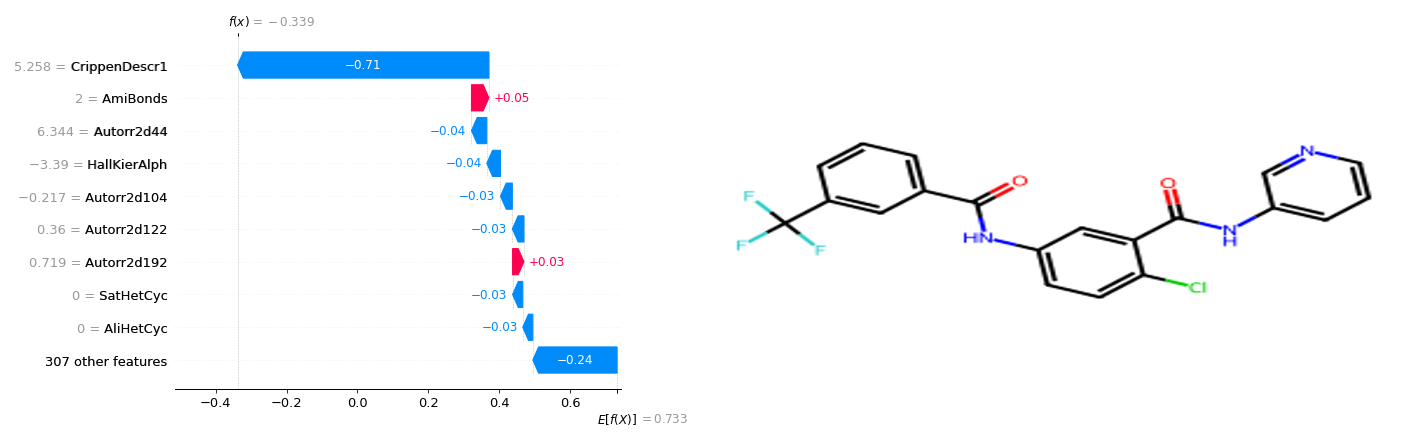 f(x) = −0.339
5.258 = CrippenDescr1
−0.71
2 = AmiBonds
+0.05
6.344 = Autorr2d44
−0.04
−3.39 = HallKierAlph
−0.04
−0.217 = Autorr2d104
−0.03
0.36 = Autorr2d122
−0.03
0.719 = Autorr2d192
+0.03
0 = SatHetCyc
−0.03
0 = AliHetCyc
−0.03
307 other features
−0.24
−0.4 −0.2 0.0 0.2 0.4 0.6
E[f(X)] = 0.733
N
O
O
F
N
H
HN
F
F
Cl